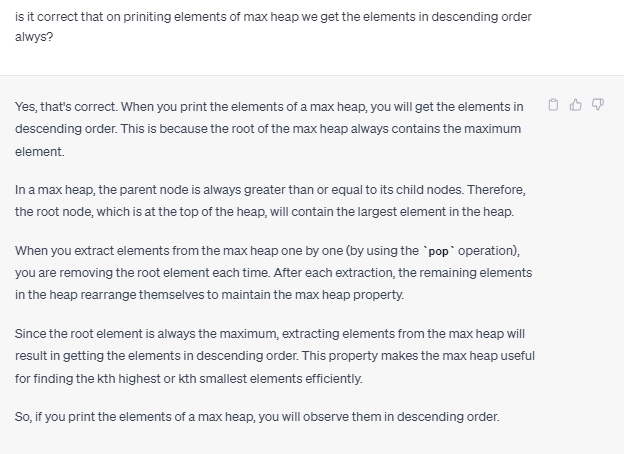 is it correct that on priniting elements of max heap we get the elements in descending order
alwys?
Yes, that's correct. When you print the elements of a max heap, you will get the elements in
descending order. This is because the root of the max heap always contains the maximum
element.
In a max heap, the parent node is always greater than or equal to its child nodes. Therefore,
the root node, which is at the top of the heap, will contain the largest element in the heap.
When you extract elements from the max heap one by one (by using the `pop` operation),
you are removing the root element each time. After each extraction, the remaining elements
in the heap rearrange themselves to maintain the max heap property.
Since the root element is always the maximum, extracting elements from the max heap will
result in getting the elements in descending order. This property makes the max heap useful
for finding the kth highest or kth smallest elements efficiently.
So, if you print the elements of a max heap, you will observe them in descending order.